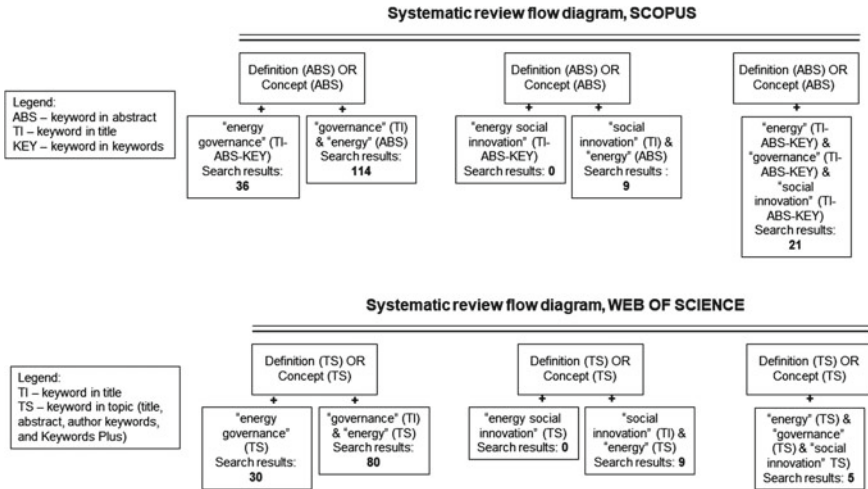 Systematic review flow diagram, SCOPUS
Legend:
ABS – keyword in abstract
TI – keyword in title
KEY – keyword in keywords
Definition (ABS) OR
Concept (ABS)
+
+
"energy
governance" (TI-
ABS-KEY)
Search results:
36
"governance" (TI)
& "energy" (ABS)
Search results:
114
Definition (ABS) OR
Concept (ABS)
+
+
"energy social
innovation" (TI-
ABS-KEY)
Search results: 0
"social
innovation" (TI) &
"energy" (ABS)
Search results :
9
Definition (ABS) OR
Concept (ABS)
+
"energy" (TI-
ABS-KEY) &
"governance" (TI-
ABS-KEY) &
"social
innovation" (TI-
ABS-KEY)
Search results:
21
Systematic review flow diagram, WEB OF SCIENCE
Legend:
TI – keyword in title
TS – keyword in topic (title,
abstract, author keywords,
and Keywords Plus)
Definition (TS) OR
Concept (TS)
+
+
"energy
governance"
(TS)
Search results:
30
"governance" (TI)
& "energy" (TS)
Search results:
80
Definition (TS) OR
Concept (TS)
+
+
"energy social
innovation" (TS)
Search results: 0
"social
innovation" (TI) &
"energy" (TS)
Search results: 9
Definition (TS) OR
Concept (TS)
+
"energy" (TS) &
"governance"
(TS) & "social
innovation" TS)
Search results: 5